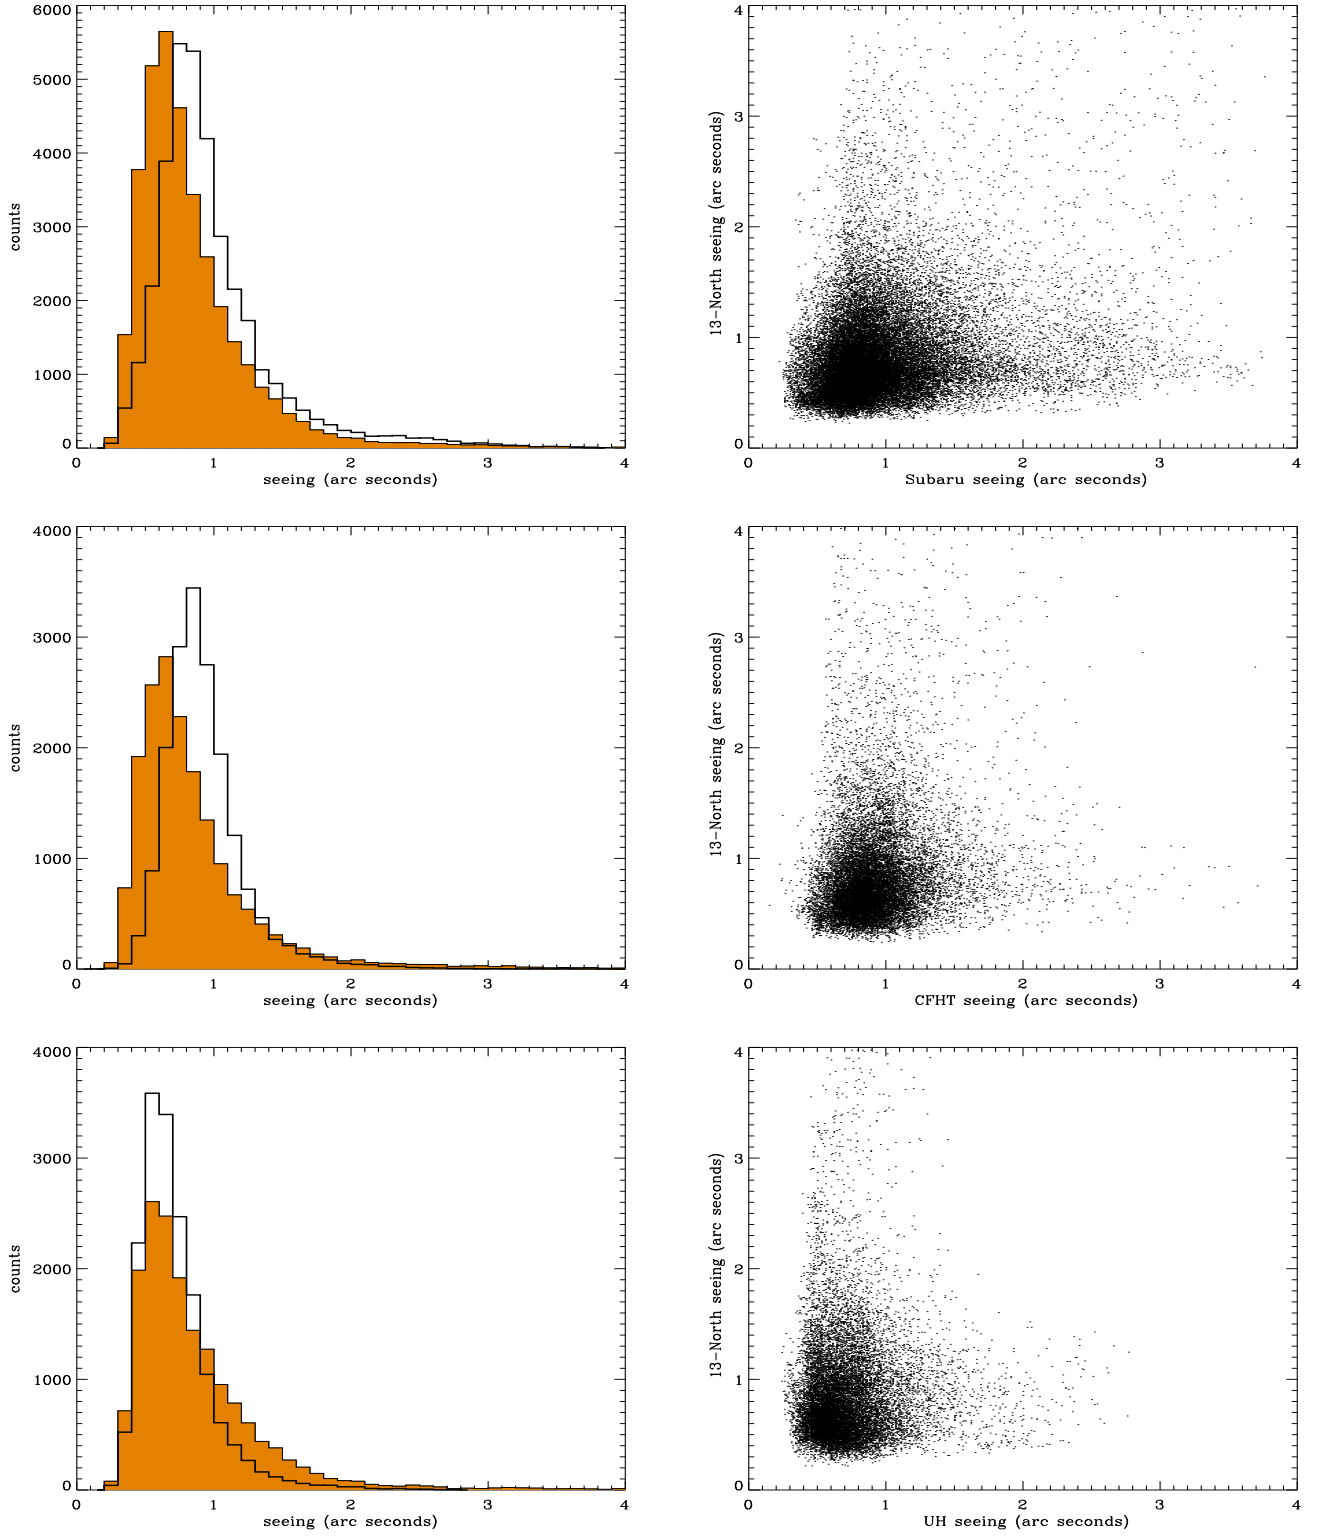 6000
5000
4000
3000
2000
1000
0
counts
0 1 2 3 4
seeing (arc seconds)
4
3
2
1
0
13-North seeing (arc seconds)
0 1 2 3 4
Subaru seeing (arc seconds)
4000
3000
2000
1000
0
counts
0 1 2 3 4
seeing (arc seconds)
4
3
2
1
0
13-North seeing (arc seconds)
0 1 2 3 4
CFHT seeing (arc seconds)
4000
3000
2000
1000
0
counts
0 1 2 3 4
seeing (arc seconds)
4
3
2
1
0
13-North seeing (arc seconds)
0 1 2 3 4
UH seeing (arc seconds)